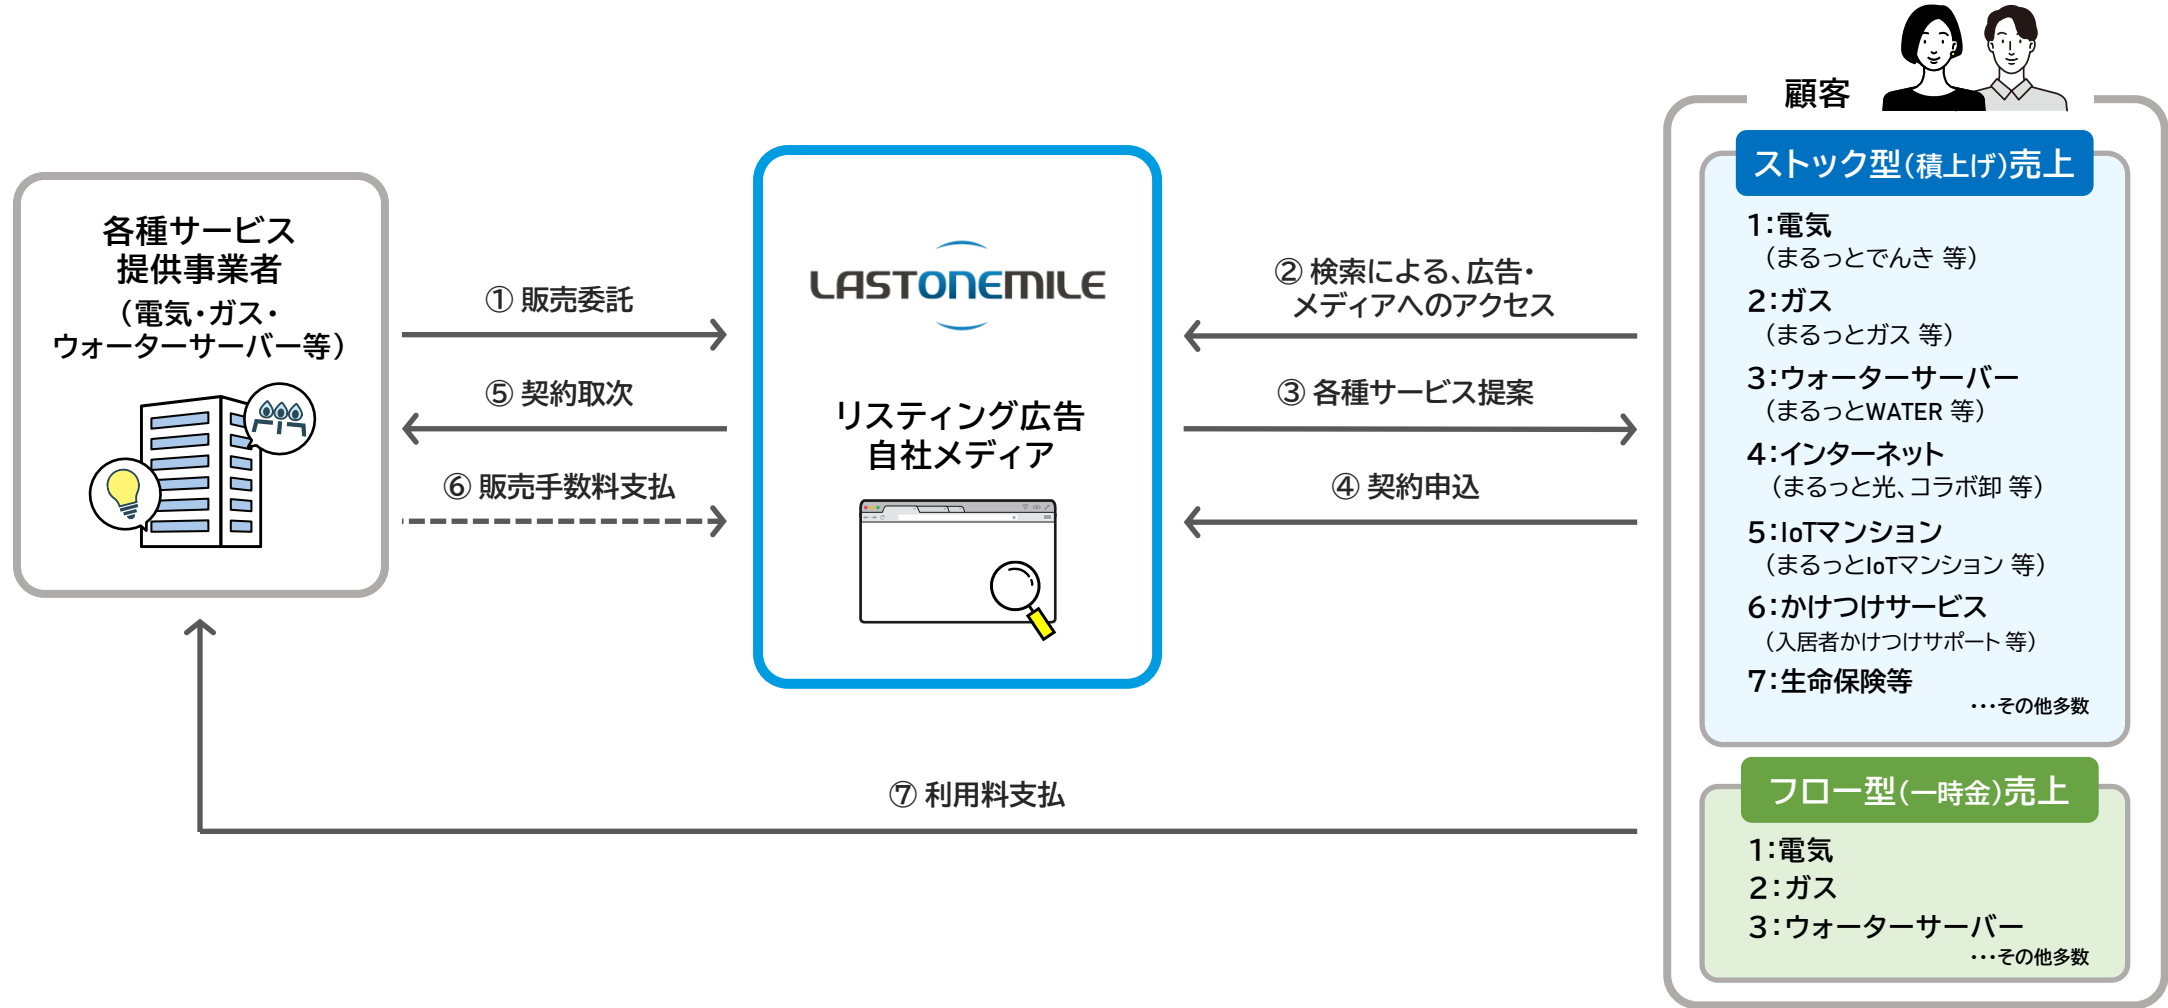 各種サービス
提供事業者
（電気・ガス・
ウォーターサーバー等）
① 販売委託
⑤ 契約取次
⑥ 販売手数料支払
LASTONEMILE
リスティング広告
自社メディア
② 検索による、広告・
メディアへのアクセス
③ 各種サービス提案
④ 契約申込
⑦ 利用料支払
顧客
ストック型（積上げ）売上
1：電気
（まるっとでんき 等）
2：ガス
（まるっとガス 等）
3：ウォーターサーバー
（まるっとWATER 等）
4：インターネット
（まるっと光、コラボ卸 等）
5：IoTマンション
（まるっとIoTマンション 等）
6：かけつけサービス
（入居者かけつけサポート 等）
7：生命保険等
・・・その他多数
フロー型（一時金）売上
1：電気
2：ガス
3：ウォーターサーバー
・・・その他多数